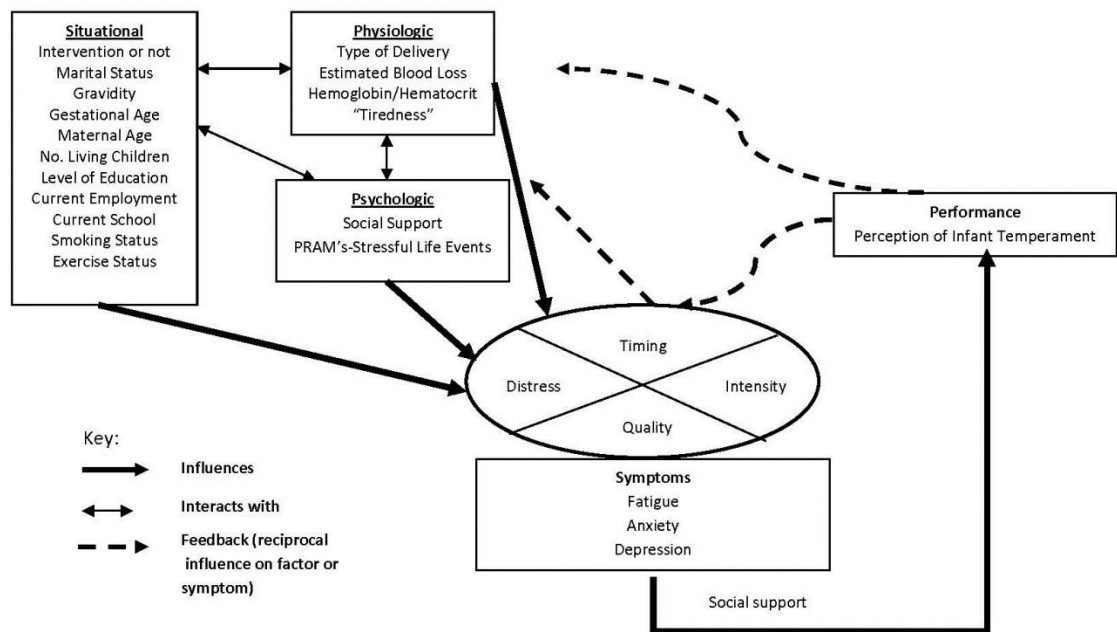 Situational
Intervention or not
Marital Status
Gravidity
Gestational Age
Maternal Age
No. Living Children
Level of Education
Current Employment
Current School
Smoking Status
Exercise Status
Physiologic
Type of Delivery
Estimated Blood Loss
Hemoglobin/Hematocrit
“Tiredness”
Psychologic
Social Support
PRAM’s-Stressful Life Events
Performance
Perception of Infant Temperament
Timing
Distress
Intensity
Quality
Symptoms
Fatigue
Anxiety
Depression
Social support
Key:
Influences
Interacts with
Feedback (reciprocal
influence on factor or
symptom)